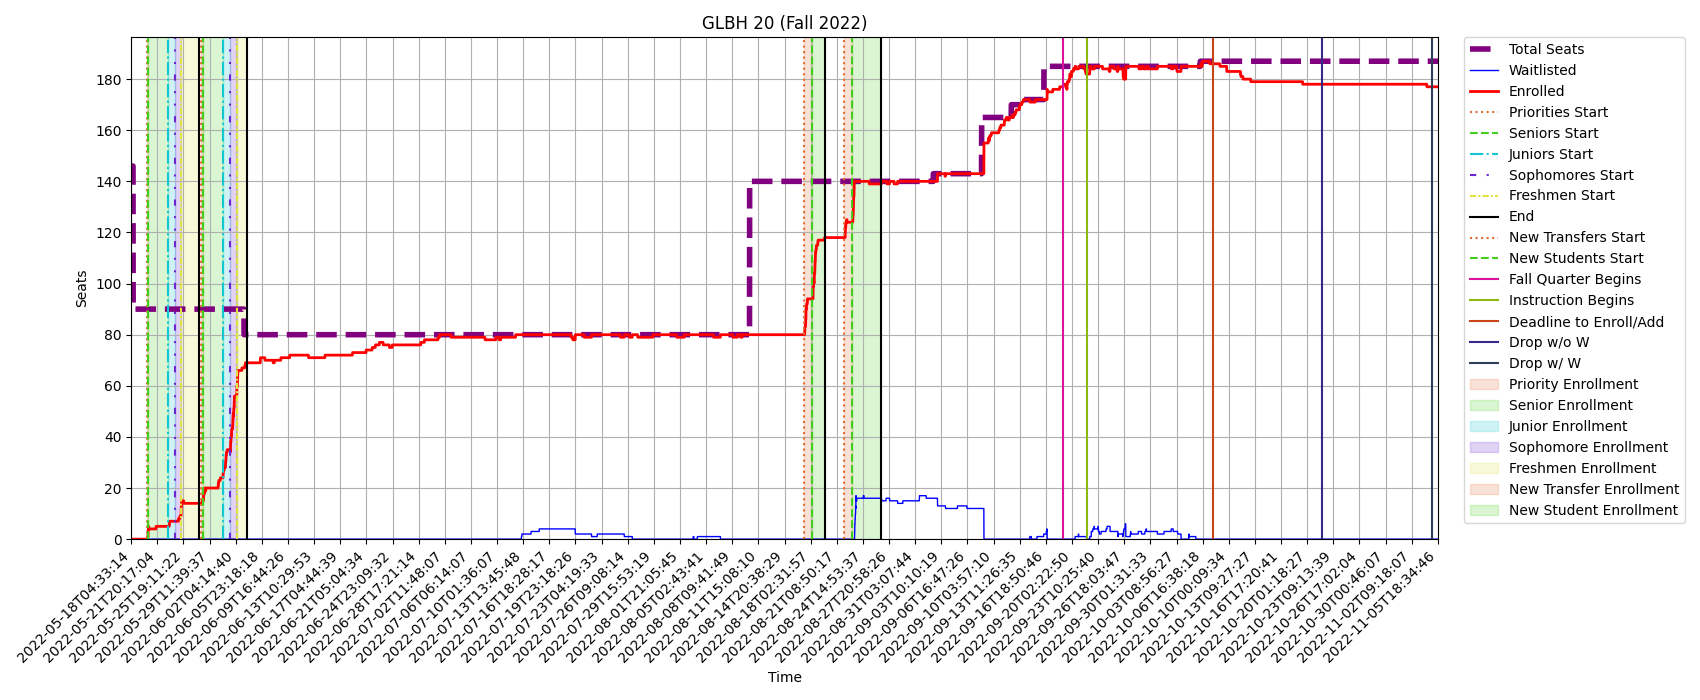 GLBH 20 (Fall 2022)
Seats
180
160
140
120
100
80
60
40
20
0
2022-05-18T04:33:14
2022-05-21T20:17:04
2022-05-25T19:11:22
2022-05-29T11:39:37
2022-06-02T04:14:40
2022-06-05T23:18:18
2022-06-09T16:44:26
2022-06-13T10:29:53
2022-06-17T04:44:39
2022-06-21T05:04:34
2022-06-24T23:09:32
2022-06-28T17:21:14
2022-07-02T11:48:07
2022-07-06T06:14:07
2022-07-10T01:36:07
2022-07-13T13:45:48
2022-07-16T18:28:17
2022-07-19T23:18:26
2022-07-23T04:19:33
2022-07-26T09:08:14
2022-07-29T15:53:19
2022-08-01T21:05:45
2022-08-05T02:43:41
2022-08-08T09:41:49
2022-08-11T15:08:10
2022-08-14T20:38:29
2022-08-18T02:31:57
2022-08-21T08:50:17
2022-08-24T14:53:37
2022-08-27T20:58:26
2022-08-31T03:07:44
2022-09-03T10:10:19
2022-09-06T16:47:26
2022-09-10T03:57:10
2022-09-13T11:26:35
2022-09-16T18:50:46
2022-09-20T02:22:50
2022-09-23T10:25:40
2022-09-26T18:03:47
2022-09-30T01:31:33
2022-10-03T08:56:27
2022-10-06T16:38:18
2022-10-10T00:09:34
2022-10-13T09:27:27
2022-10-16T17:20:41
2022-10-20T01:18:27
2022-10-23T09:13:39
2022-10-26T17:02:04
2022-10-30T00:46:07
2022-11-02T09:18:07
2022-11-05T18:34:46
Time
Total Seats
Waitlisted
Enrolled
Priorities Start
Seniors Start
Juniors Start
Sophomores Start
Freshmen Start
End
New Transfers Start
New Students Start
Fall Quarter Begins
Instruction Begins
Deadline to Enroll/Add
Drop w/o W
Drop w/ W
Priority Enrollment
Senior Enrollment
Junior Enrollment
Sophomore Enrollment
Freshmen Enrollment
New Transfer Enrollment
New Student Enrollment